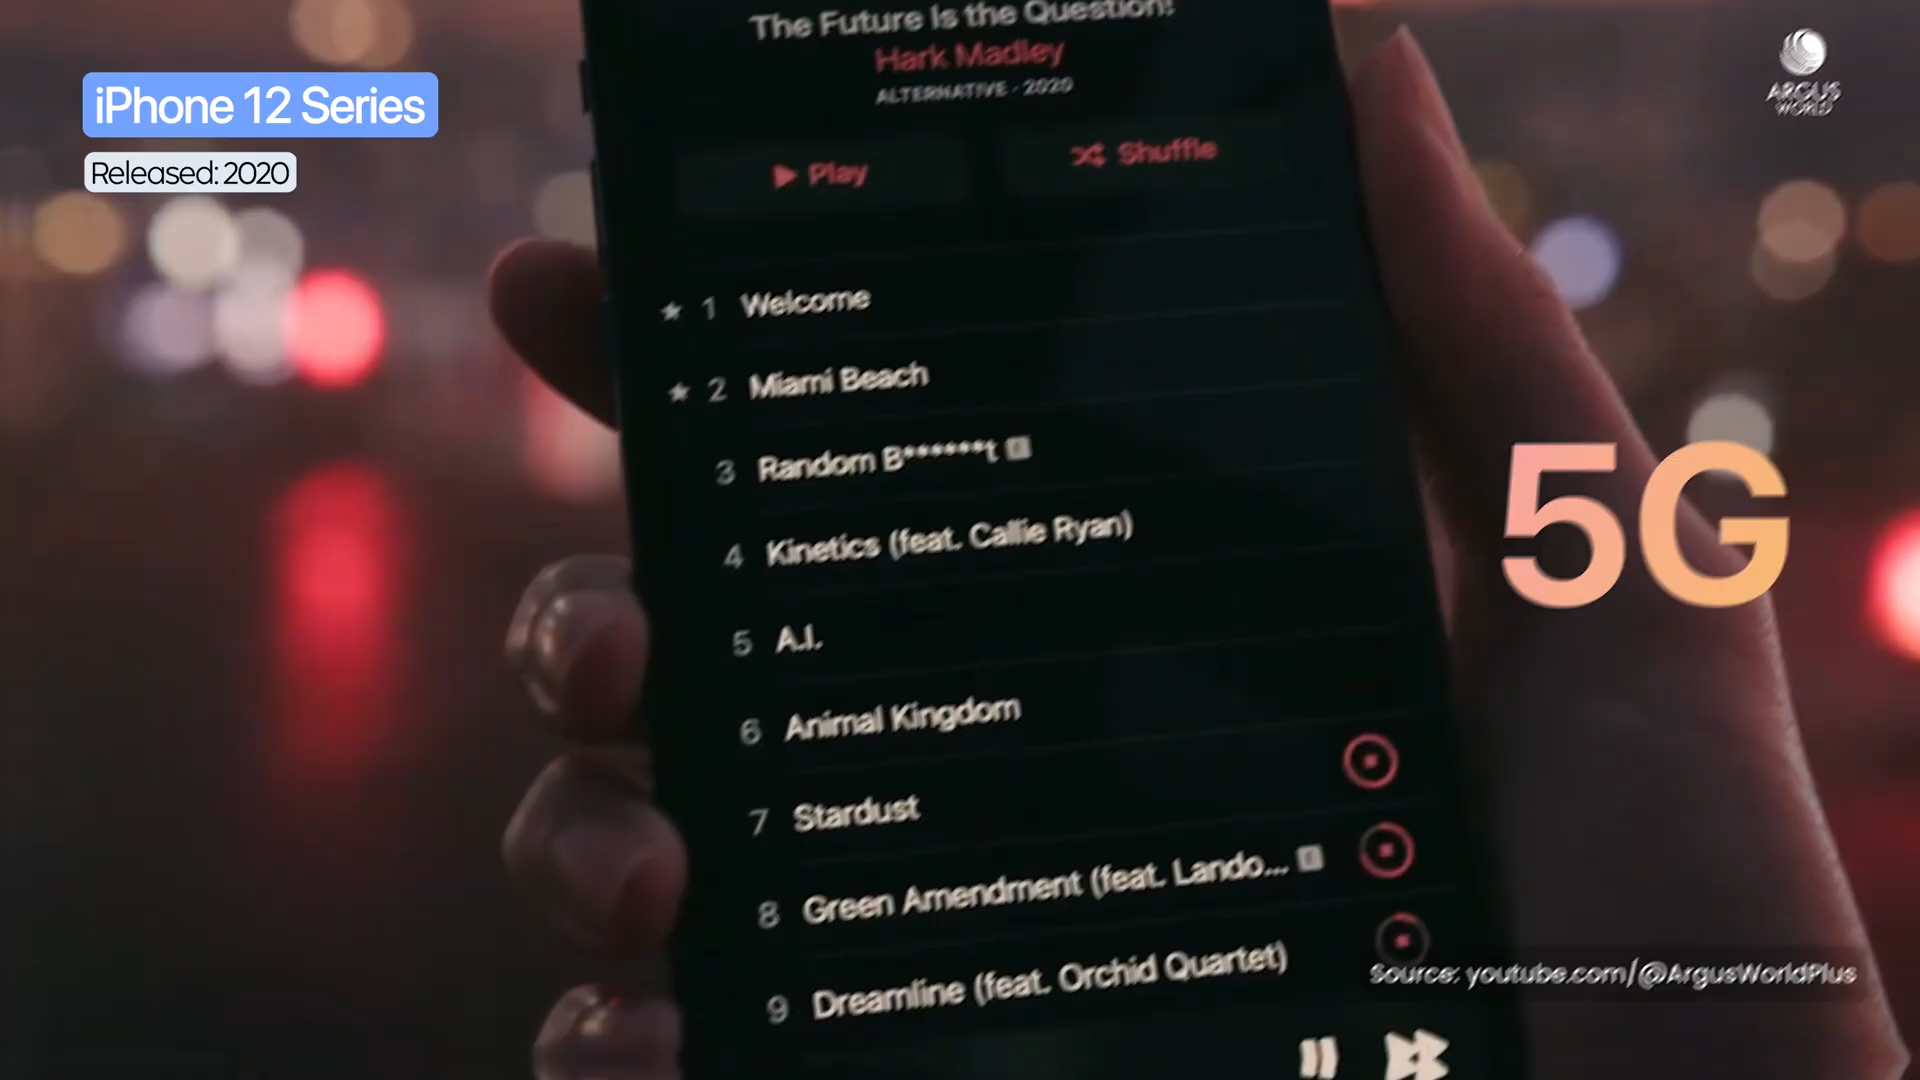 The Future Is the Question!
Hark Madley
ALTERNATIVE · 2020
iPhone 12 Series
Released: 2020
ARGUS
WORLD
Play
Shuffle
★ 1 Welcome
★ 2 Miami Beach
3 Random B******t E
4 Kinetics (feat. Callie Ryan)
5 A.I.
6 Animal Kingdom
7 Stardust
8 Green Amendment (feat. Lando... E
9 Dreamline (feat. Orchid Quartet)
5G
Source: youtube.com/@ArgusWorldPlus